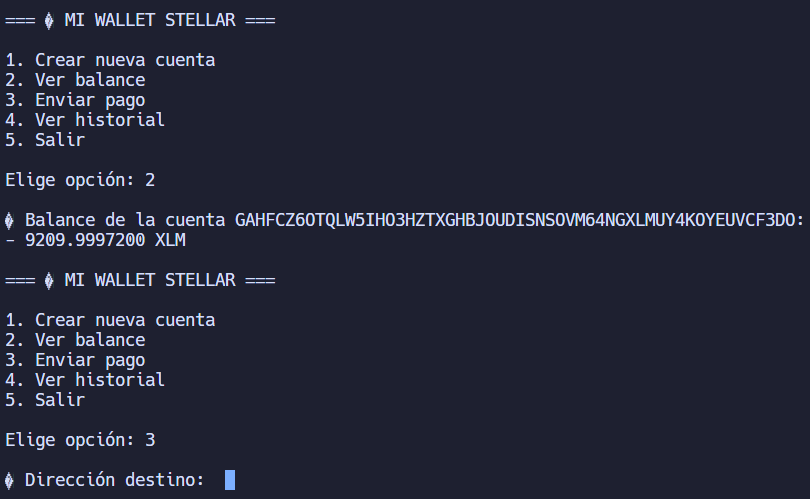 === � MI WALLET STELLAR ===
1. Crear nueva cuenta
2. Ver balance
3. Enviar pago
4. Ver historial
5. Salir
Elige opción: 2
� Balance de la cuenta GAHFCZ6OTQLW5IHO3HZTXGHBJOUDISNSOVM64NGXLMUY4KOYEUVCF3DO:
- 9209.9997200 XLM
=== � MI WALLET STELLAR ===
1. Crear nueva cuenta
2. Ver balance
3. Enviar pago
4. Ver historial
5. Salir
Elige opción: 3
� Dirección destino: